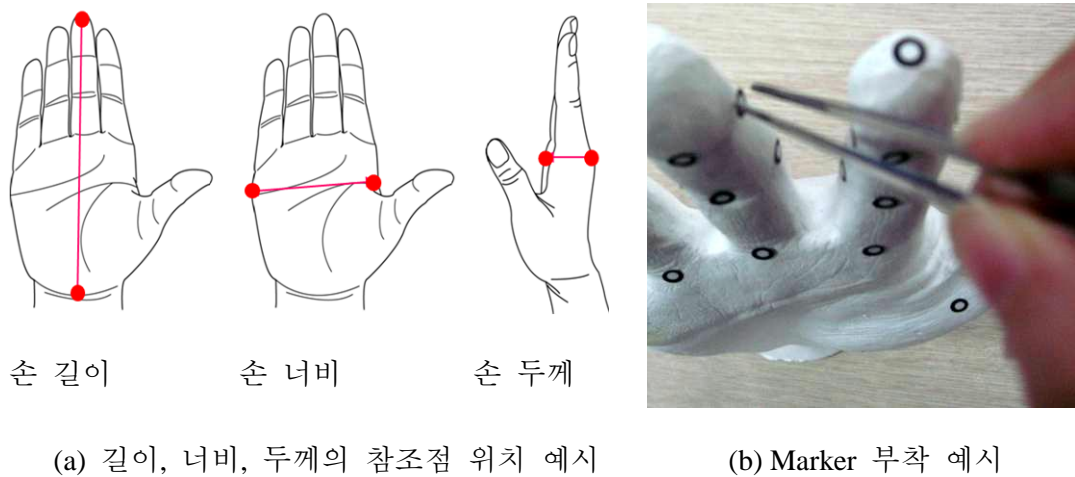 손 길이
손 너비
손 두께
(a) 길이, 너비, 두께의 참조점 위치 예시
(b) Marker 부착 예시